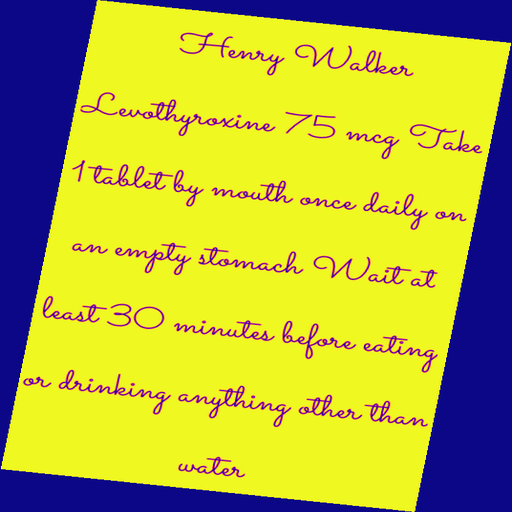 Henry Walker
Levothyroxine 75 mcg Take
1 tablet by mouth once daily on
an empty stomach Wait at
least 30 minutes before eating
or drinking anything other than
water